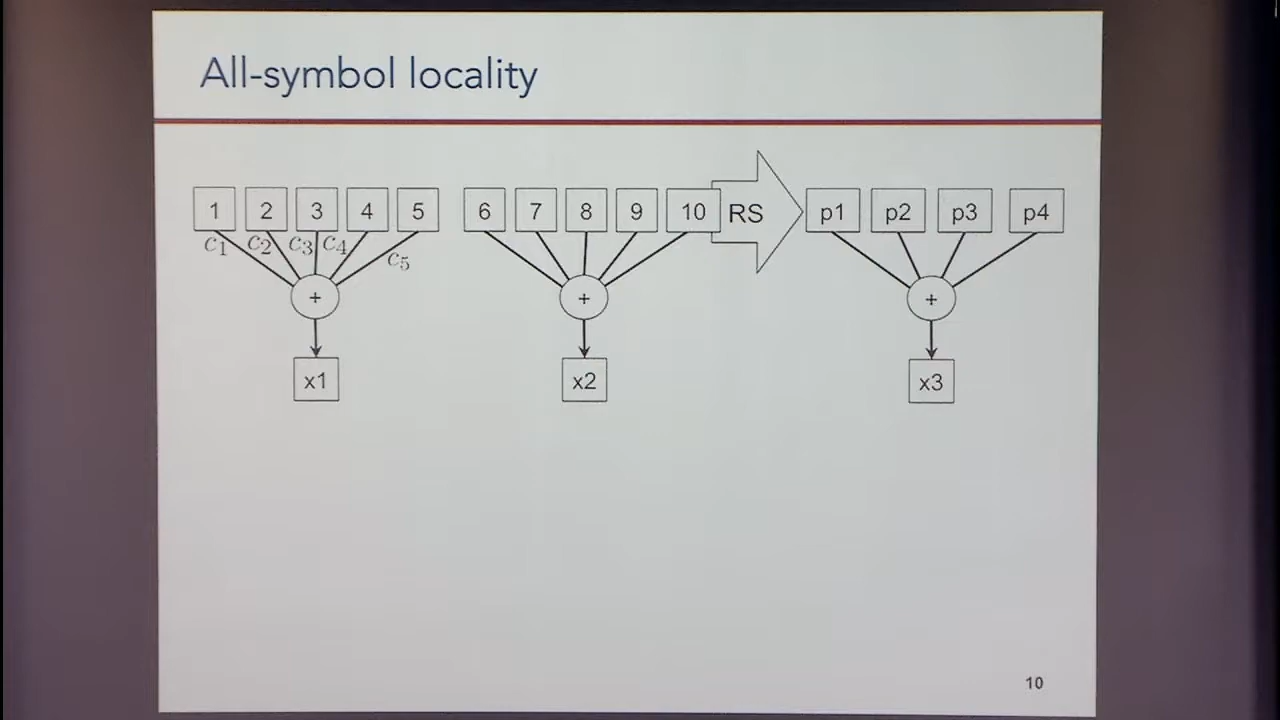 All-symbol locality
1 2 3 4 5 6 7 8 9 10 RS p1 p2 p3 p4
c1 c2 c3 c4 c5
+ + +
x1 x2 x3
10